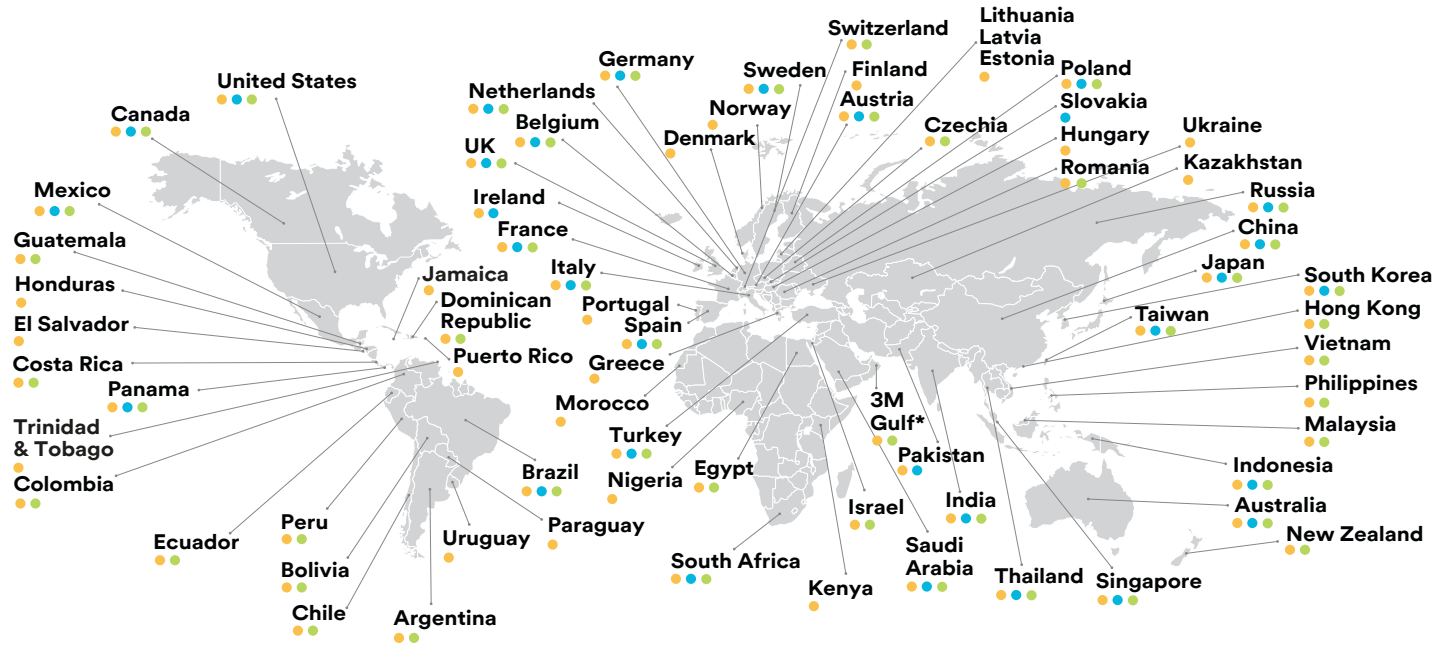 United States
Canada
Mexico
Guatemala
Honduras
El Salvador
Costa Rica
Panama
Trinidad
& Tobago
Colombia
Ecuador
Peru
Bolivia
Chile
Argentina
Uruguay
Paraguay
Brazil
Jamaica
Dominican
Republic
Puerto Rico
Germany
Netherlands
Belgium
UK
Ireland
France
Italy
Portugal
Spain
Greece
Morocco
Turkey
Nigeria
Egypt
South Africa
Kenya
Israel
Saudi
Arabia
3M
Gulf*
Pakistan
India
Thailand
Singapore
Switzerland
Sweden
Finland
Norway
Austria
Denmark
Lithuania
Latvia
Estonia
Poland
Slovakia
Czechia
Hungary
Romania
Ukraine
Kazakhstan
Russia
China
Japan
South Korea
Taiwan
Hong Kong
Vietnam
Philippines
Malaysia
Indonesia
Australia
New Zealand